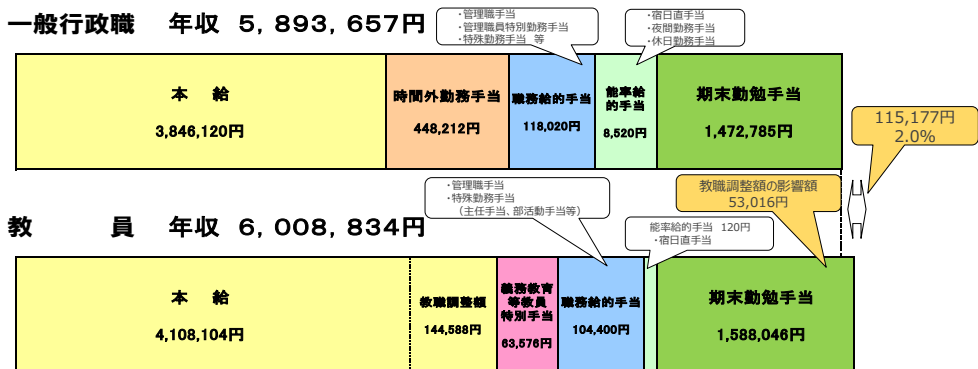 一般行政職　年収 5,893,657円
・管理職手当
・管理職員特別勤務手当
・特殊勤務手当 等
・宿日直手当
・夜間勤務手当
・休日勤務手当
本　給
3,846,120円
時間外勤務手当
448,212円
職務給的手当
118,020円
能率給
的手当
8,520円
期末勤勉手当
1,472,785円
115,177円
2.0%
教　　員　年収 6,008,834円
・管理職手当
・特殊勤務手当
（主任手当、部活動手当等）
教職調整額の影響額
53,016円
能率給的手当 120円
・宿日直手当
本　給
4,108,104円
教職調整額
144,588円
義務教育
等教員
特別手当
63,576円
職務給的手当
104,400円
期末勤勉手当
1,588,046円